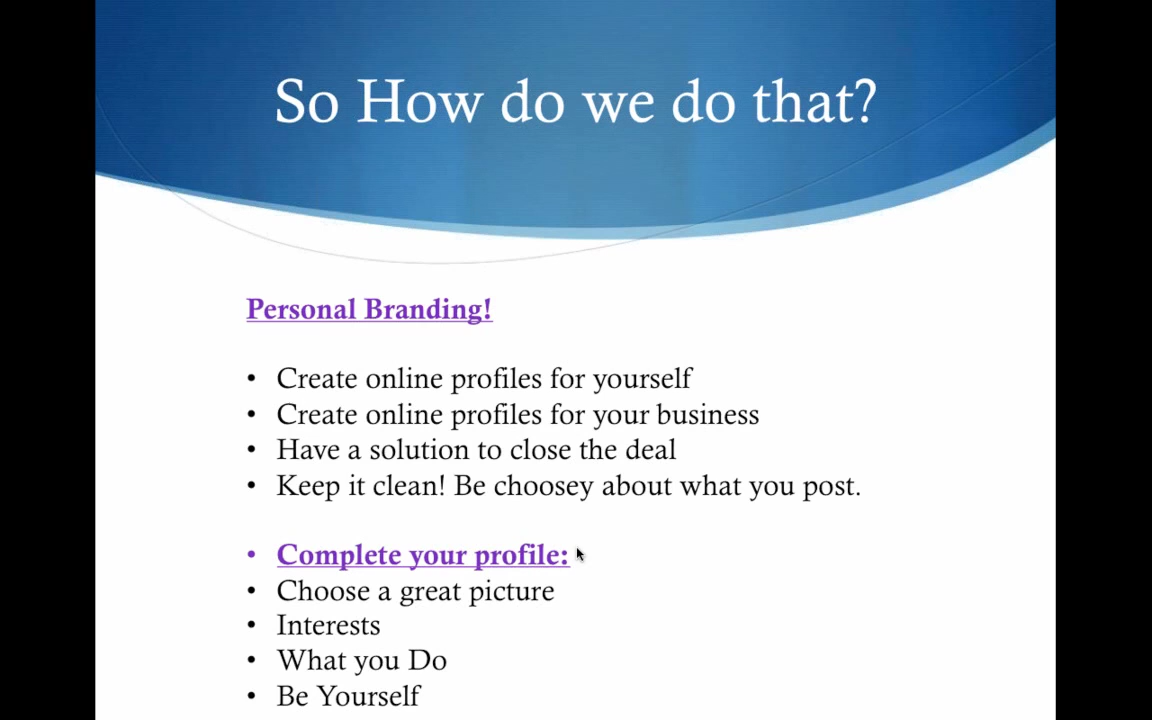 So How do we do that?
Personal Branding!
• Create online profiles for yourself
• Create online profiles for your business
• Have a solution to close the deal
• Keep it clean! Be choosey about what you post.
• Complete your profile:
• Choose a great picture
• Interests
• What you Do
• Be Yourself